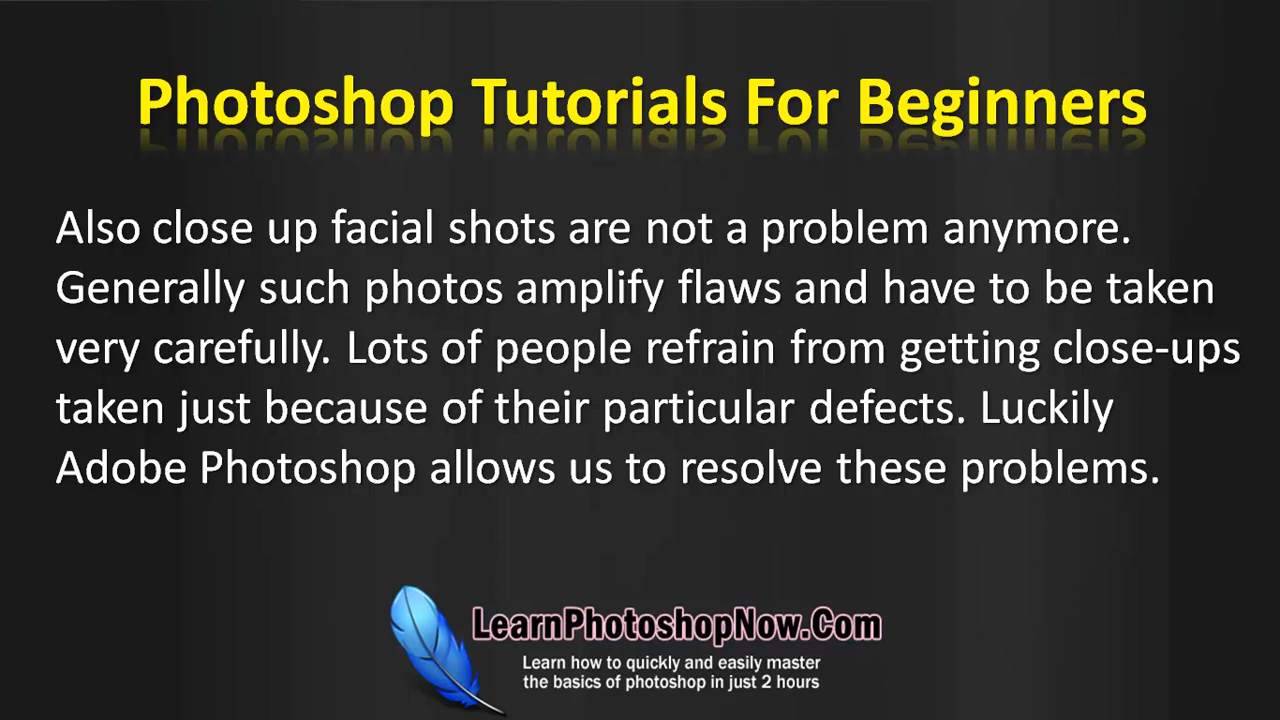 Photoshop Tutorials For Beginners
Also close up facial shots are not a problem anymore.
Generally such photos amplify flaws and have to be taken
very carefully. Lots of people refrain from getting close-ups
taken just because of their particular defects. Luckily
Adobe Photoshop allows us to resolve these problems.
LearnPhotoshopNow.Com
Learn how to quickly and easily master
the basics of photoshop in just 2 hours